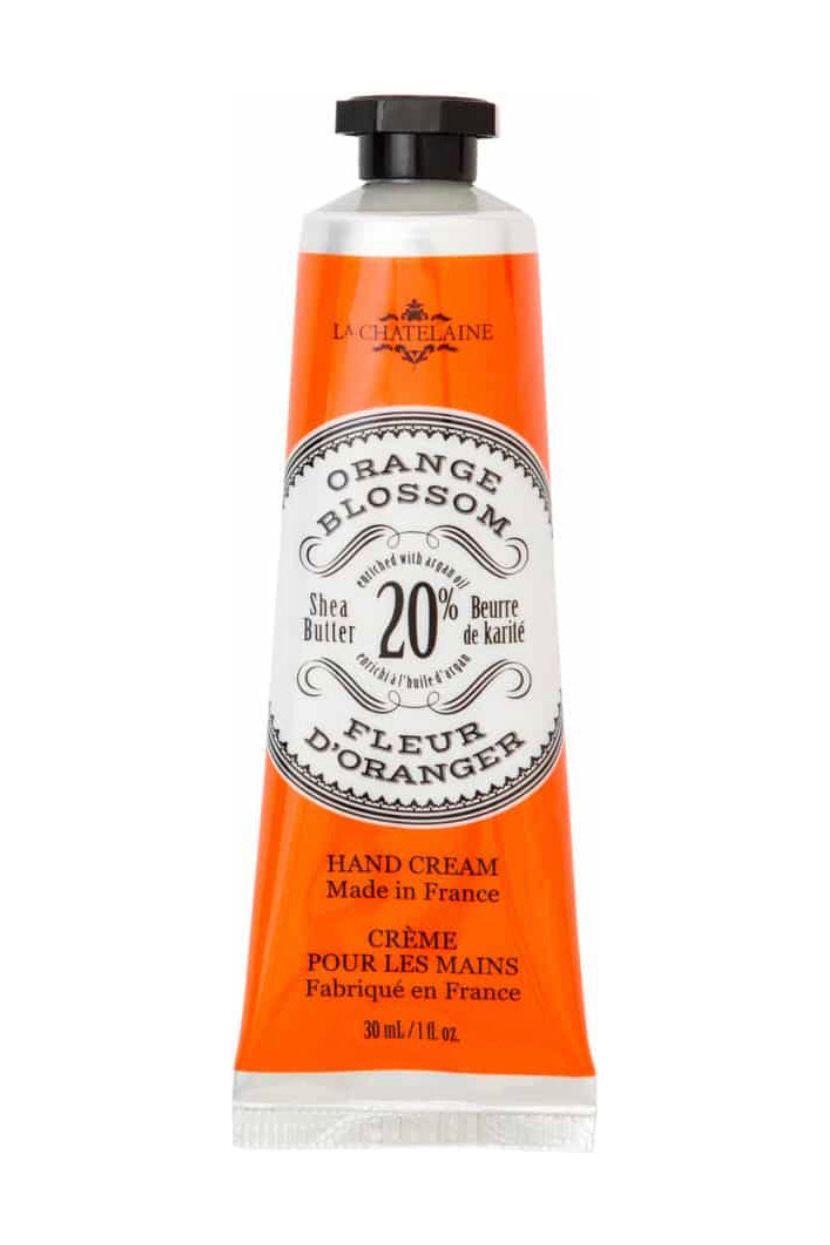 LA CHATELAINE
ORANGE
BLOSSOM
enriched with argan oil
Shea
Butter
20%
Beurre
de karité
enrichi à l'huile d'argan
FLEUR
D'ORANGER
HAND CREAM
Made in France
CRÈME
POUR LES MAINS
Fabriqué en France
30 mL / 1 fl. oz.